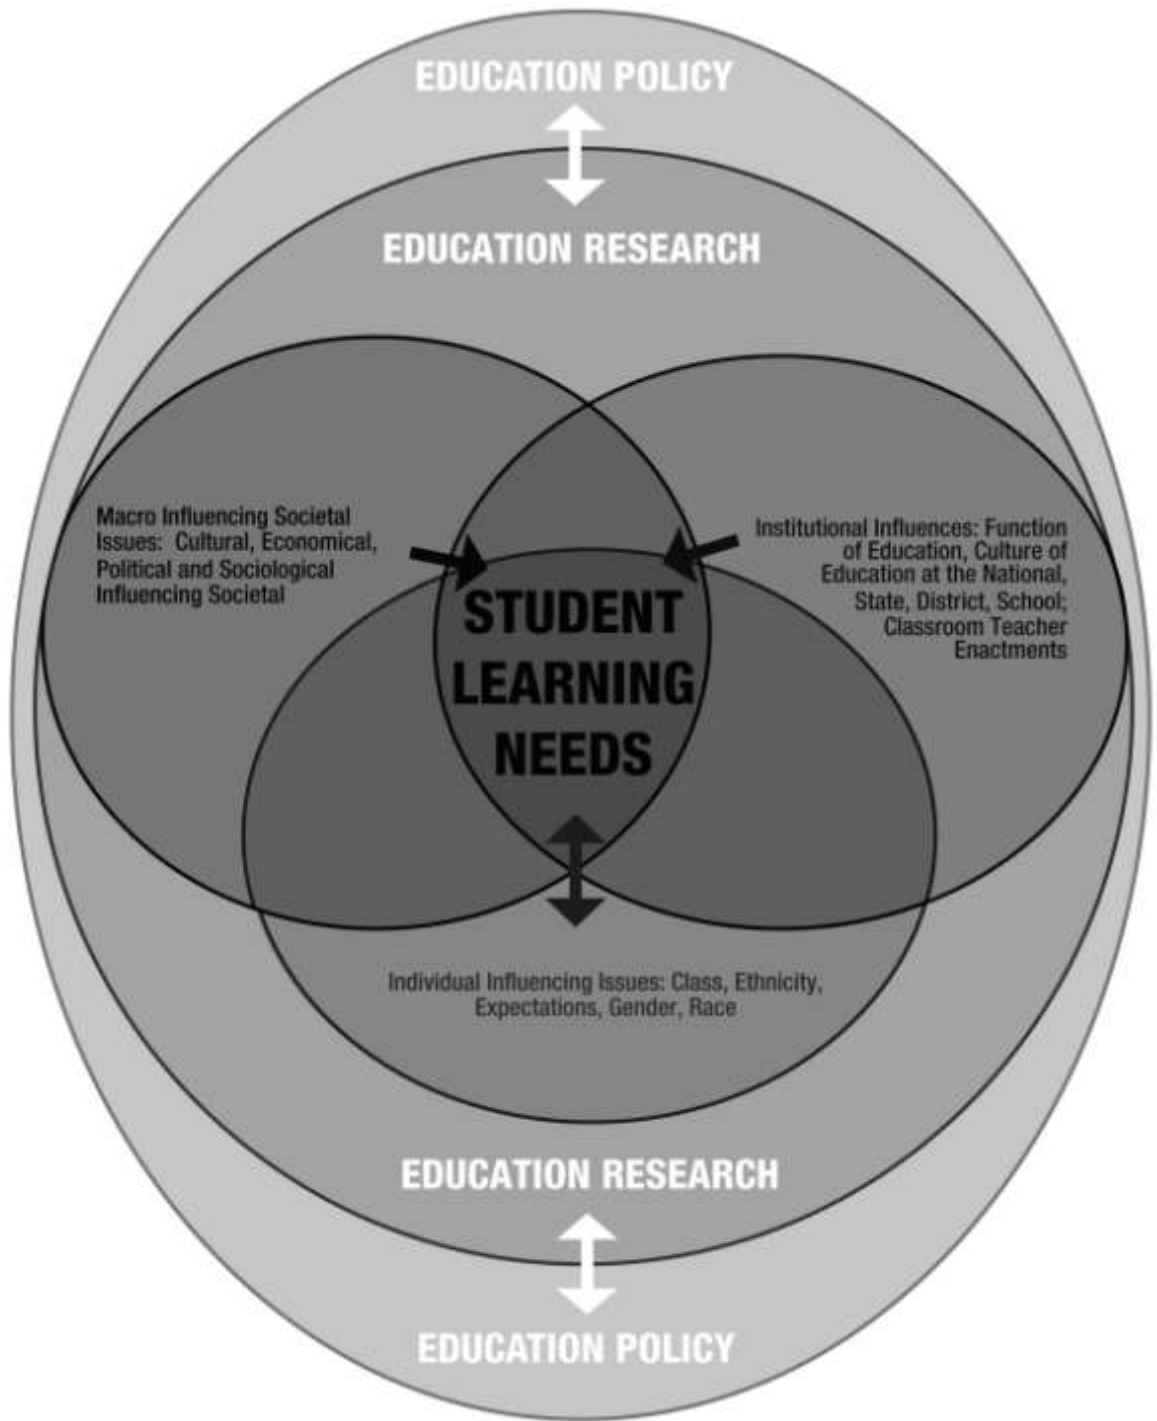 EDUCATION POLICY
EDUCATION RESEARCH
Macro Influencing Societal
Issues: Cultural, Economical,
Political and Sociological
Influencing Societal
Institutional Influences: Function
of Education, Culture of
Education at the National,
State, District, School;
Classroom Teacher
Enactments
STUDENT
LEARNING
NEEDS
Individual Influencing Issues: Class, Ethnicity,
Expectations, Gender, Race
EDUCATION RESEARCH
EDUCATION POLICY